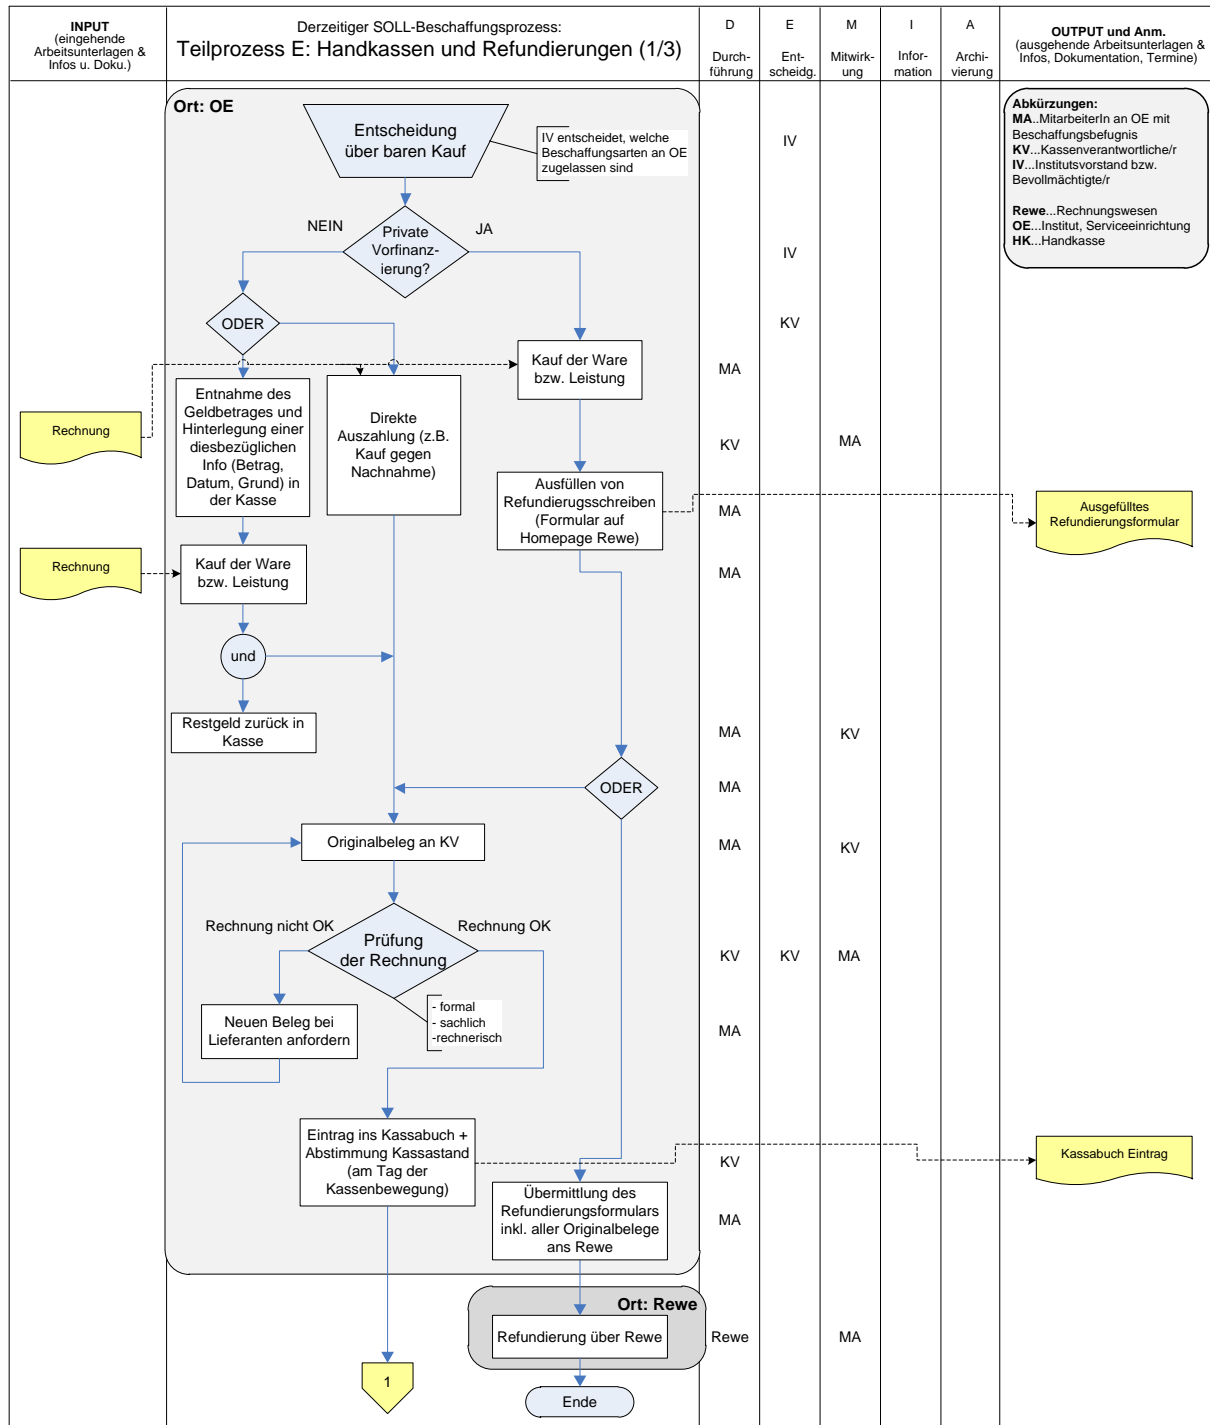 INPUT
(eingehende
Arbeitsunterlagen &
Infos u. Doku.)
Derzeitiger SOLL-Beschaffungsprozess:
Teilprozess E: Handkassen und Refundierungen (1/3)
D
Durch-
führung
E
Ent-
scheidg.
M
Mitwirk-
ung
I
Infor-
mation
A
Archi-
vierung
OUTPUT und Anm.
(ausgehende Arbeitsunterlagen &
Infos, Dokumentation, Termine)
Ort: OE
Entscheidung
über baren Kauf
IV entscheidet, welche
Beschaffungsarten an OE
zugelassen sind
IV
Abkürzungen:
MA..MitarbeiterIn an OE mit
Beschaffungsbefugnis
KV...Kassenverantwortliche/r
IV...Institutsvorstand bzw.
Bevollmächtigte/r
Rewe...Rechnungswesen
OE...Institut, Serviceeinrichtung
HK...Handkasse
NEIN
Private
Vorfinanz-
ierung?
JA
IV
ODER
KV
Kauf der Ware
bzw. Leistung
MA
Rechnung
Entnahme des
Geldbetrages und
Hinterlegung einer
diesbezüglichen
Info (Betrag,
Datum, Grund) in
der Kasse
Direkte
Auszahlung (z.B.
Kauf gegen
Nachnahme)
KV
MA
Ausfüllen von
Refundierugsschreiben
(Formular auf
Homepage Rewe)
MA
Ausgefülltes
Refundierungsformular
Rechnung
Kauf der Ware
bzw. Leistung
MA
und
Restgeld zurück in
Kasse
MA
KV
ODER
MA
Originalbeleg an KV
MA
KV
Rechnung nicht OK
Rechnung OK
Prüfung
der Rechnung
KV
KV
MA
- formal
- sachlich
-rechnerisch
Neuen Beleg bei
Lieferanten anfordern
MA
Eintrag ins Kassabuch +
Abstimmung Kassastand
(am Tag der
Kassenbewegung)
KV
Kassabuch Eintrag
Übermittlung des
Refundierungsformulars
inkl. aller Originalbelege
ans Rewe
MA
Ort: Rewe
Refundierung über Rewe
Rewe
MA
1
Ende